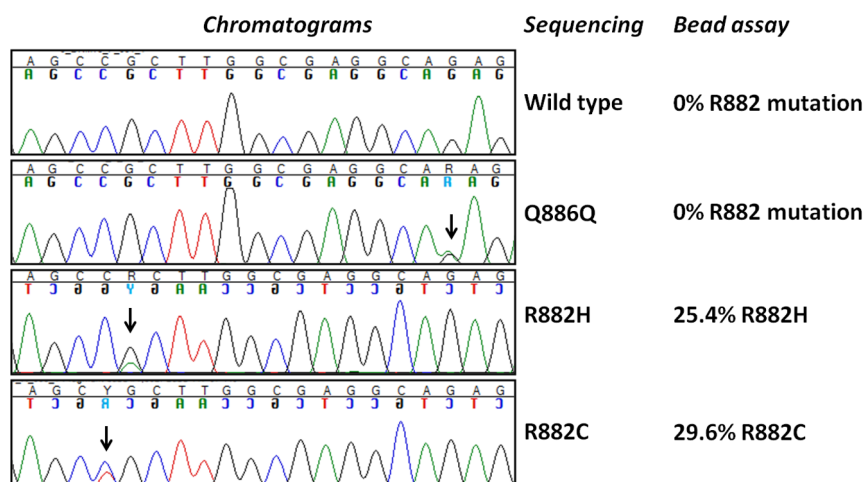 Chromatograms Sequencing Bead assay
A G C C G C T T G G C G A G G C A G A G
A G C C G C T T G G C G A G G C A G A G
Wild type 0% R882 mutation
A G C C G C T T G G C G A G G C A R A G
A G C C G C T T G G C G A G G C A R A G
Q886Q 0% R882 mutation
A G C C R C T T G G C G A G G C A G A G
T C G G Y G A A C C G C T C C G T C T C
R882H 25.4% R882H
A G C Y G C T T G G C G A G G C A G A G
T C G R C G A A C C G C T C C G T C T C
R882C 29.6% R882C